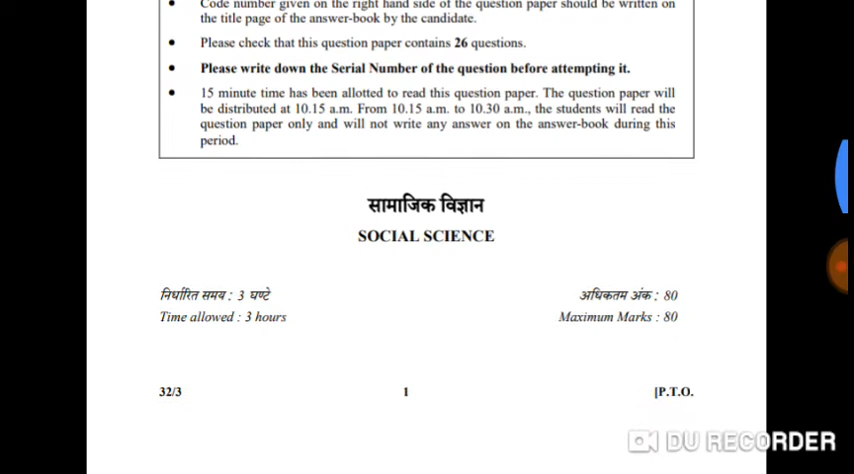 Code number given on the right hand side of the question paper should be written on
the title page of the answer-book by the candidate.
• Please check that this question paper contains 26 questions.
• Please write down the Serial Number of the question before attempting it.
• 15 minute time has been allotted to read this question paper. The question paper will
be distributed at 10.15 a.m. From 10.15 a.m. to 10.30 a.m., the students will read the
question paper only and will not write any answer on the answer-book during this
period.
सामाजिक विज्ञान
SOCIAL SCIENCE
निर्धारित समय : 3 घण्टे अधिकतम अंक : 80
Time allowed : 3 hours Maximum Marks : 80
32/3 1 [P.T.O.
DU RECORDER